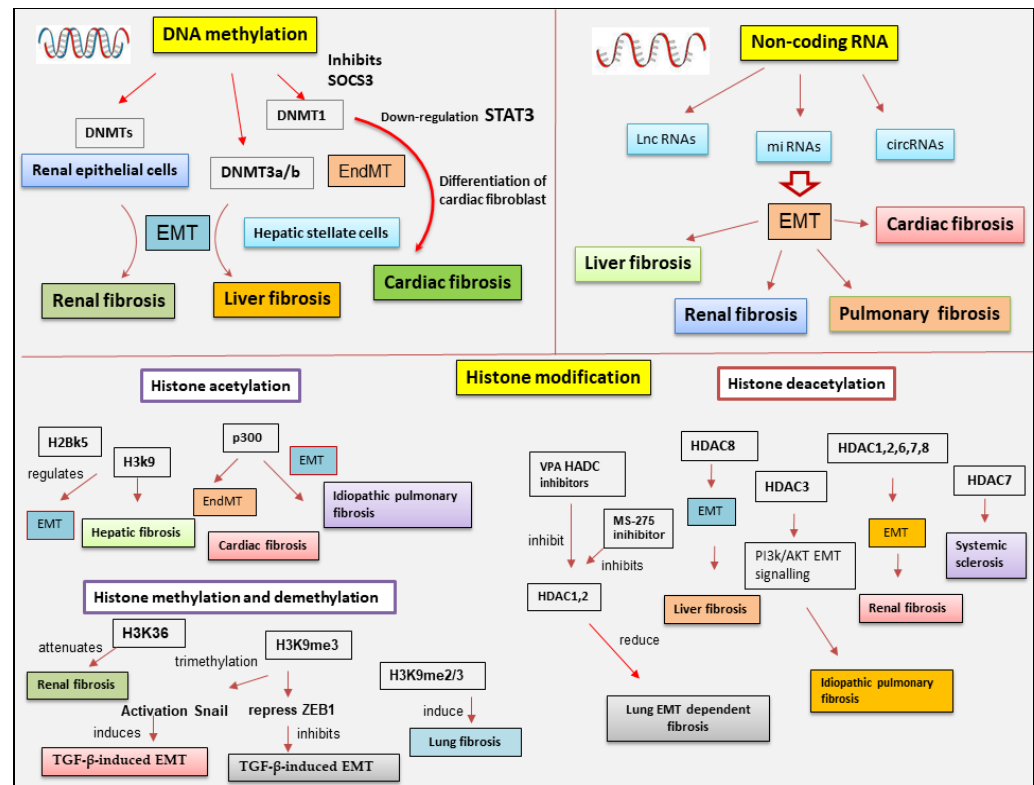 DNA methylation
Inhibits
SOCS3
DNMTs
DNMT1
Down-regulation STAT3
Renal epithelial cells
DNMT3a/b
EndMT
Differentiation of
cardiac fibroblast
EMT
Hepatic stellate cells
Renal fibrosis
Liver fibrosis
Cardiac fibrosis
Non-coding RNA
Lnc RNAs
mi RNAs
circRNAs
EMT
Cardiac fibrosis
Liver fibrosis
Renal fibrosis
Pulmonary fibrosis
Histone modification
Histone acetylation
H2Bk5
regulates
H3k9
EMT
Hepatic fibrosis
p300
EMT
EndMT
Idiopathic pulmonary
fibrosis
Cardiac fibrosis
Histone methylation and demethylation
H3K36
attenuates
Renal fibrosis
H3K9me3
trimethylation
Activation Snail
repress ZEB1
induces
inhibits
TGF-β-induced EMT
TGF-β-induced EMT
H3K9me2/3
induce
Lung fibrosis
Histone deacetylation
VPA HADC
inhibitors
MS-275
inihibitor
inhibit
inhibits
HDAC1,2
reduce
Lung EMT dependent
fibrosis
HDAC8
EMT
Liver fibrosis
HDAC3
PI3k/AKT EMT
signalling
Idiopathic pulmonary
fibrosis
HDAC1,2,6,7,8
EMT
Renal fibrosis
HDAC7
Systemic
sclerosis